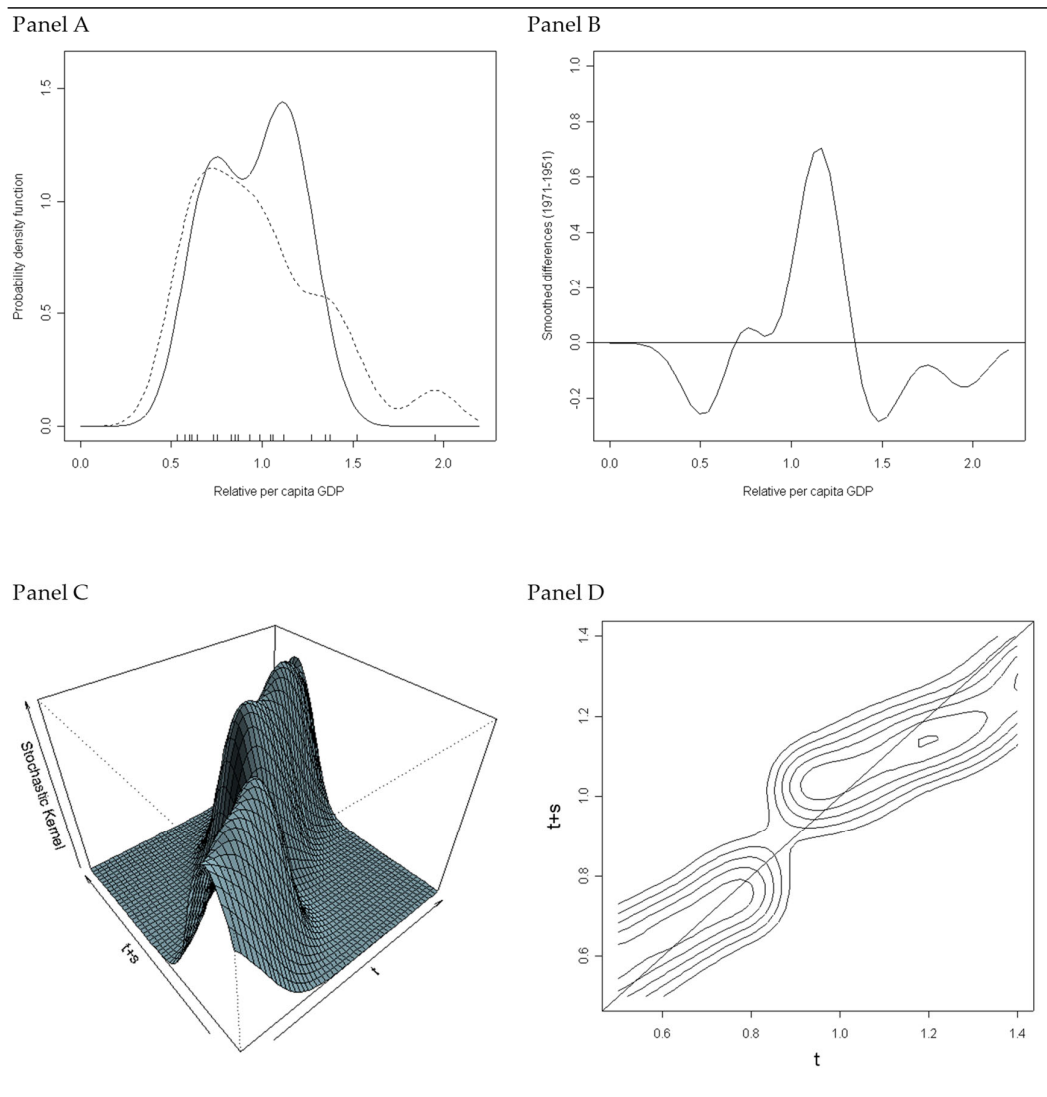 Panel A
Probability density function
1.5
1.0
0.5
0.0
0.0 0.5 1.0 1.5 2.0
Relative per capita GDP
Panel B
Smoothed differences (1971-1951)
1.0
0.8
0.6
0.4
0.2
0.0
-0.2
0.0 0.5 1.0 1.5 2.0
Relative per capita GDP
Panel C
Stochastic Kernel
t+s
t
Panel D
t+s
1.4
1.2
1.0
0.8
0.6
0.6 0.8 1.0 1.2 1.4
t